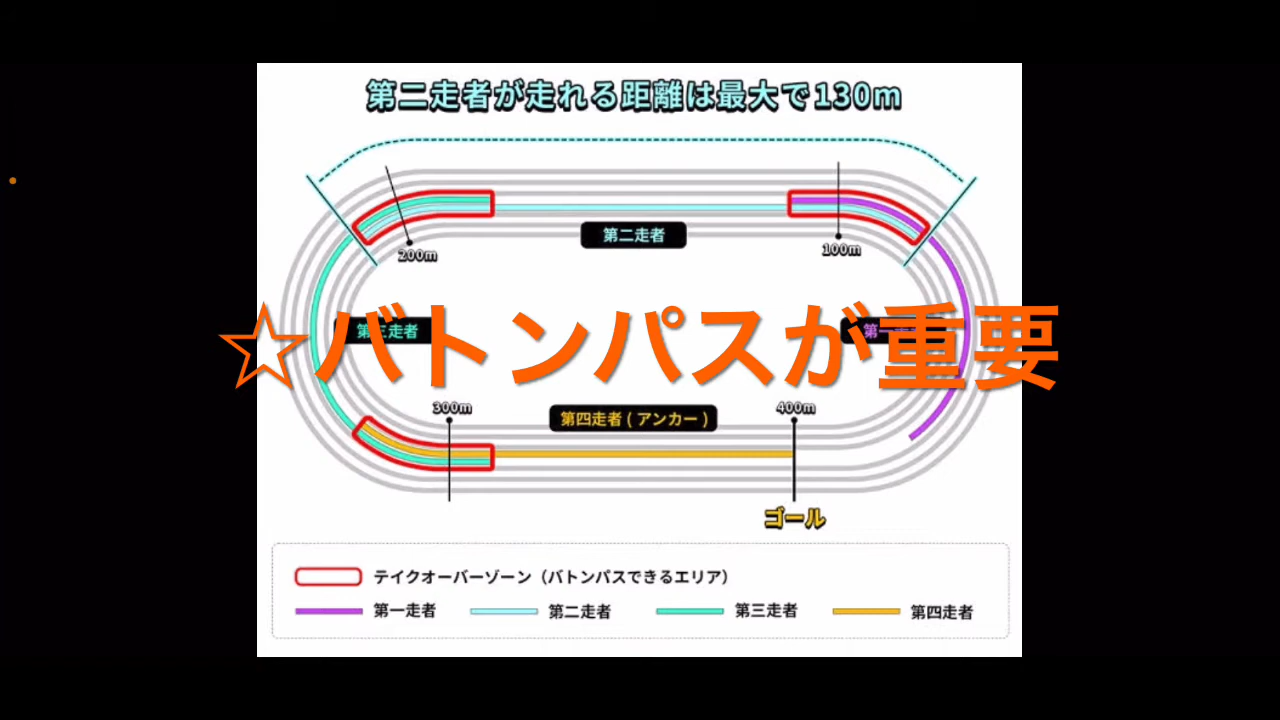 第二走者が走れる距離は最大で130m
第二走者
200m
100m
第三走者
☆バトンパスが重要
300m
第四走者 ( アンカー )
400m
ゴール
テイクオーバーゾーン（バトンパスできるエリア）
第一走者
第二走者
第三走者
第四走者